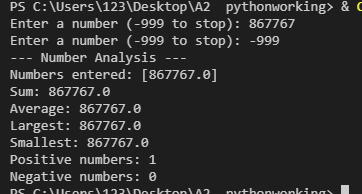 PS C:\Users\123\Desktop\A2  pythonworking> & C
Enter a number (-999 to stop): 867767
Enter a number (-999 to stop): -999
--- Number Analysis ---
Numbers entered: [867767.0]
Sum: 867767.0
Average: 867767.0
Largest: 867767.0
Smallest: 867767.0
Positive numbers: 1
Negative numbers: 0
PS C:\Users\123\Desktop\A2  pythonworking>